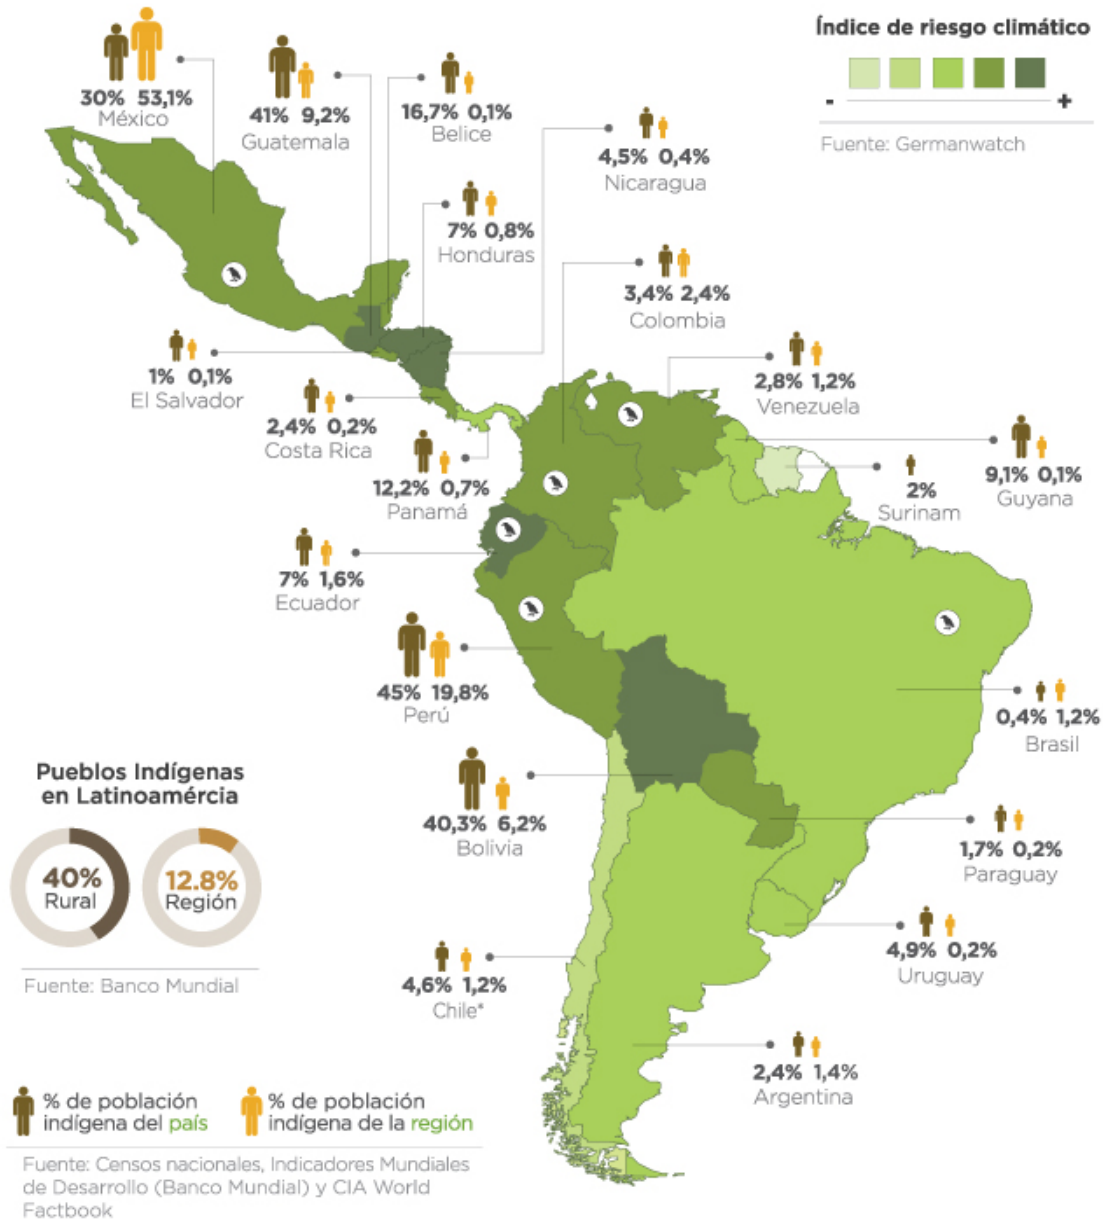 Índice de riesgo climático
- +
Fuente: Germanwatch
30% 53,1%
México
41% 9,2%
Guatemala
16,7% 0,1%
Belice
4,5% 0,4%
Nicaragua
7% 0,8%
Honduras
3,4% 2,4%
Colombia
1% 0,1%
El Salvador
2,8% 1,2%
Venezuela
2,4% 0,2%
Costa Rica
12,2% 0,7%
Panamá
9,1% 0,1%
Guyana
2%
Surinam
7% 1,6%
Ecuador
45% 19,8%
Perú
0,4% 1,2%
Brasil
40,3% 6,2%
Bolivia
1,7% 0,2%
Paraguay
4,9% 0,2%
Uruguay
4,6% 1,2%
Chile*
2,4% 1,4%
Argentina
Pueblos Indígenas
en Latinoamércia
40%
Rural
12.8%
Región
Fuente: Banco Mundial
% de población
indígena del país
% de población
indígena de la región
Fuente: Censos nacionales, Indicadores Mundiales
de Desarrollo (Banco Mundial) y CIA World
Factbook